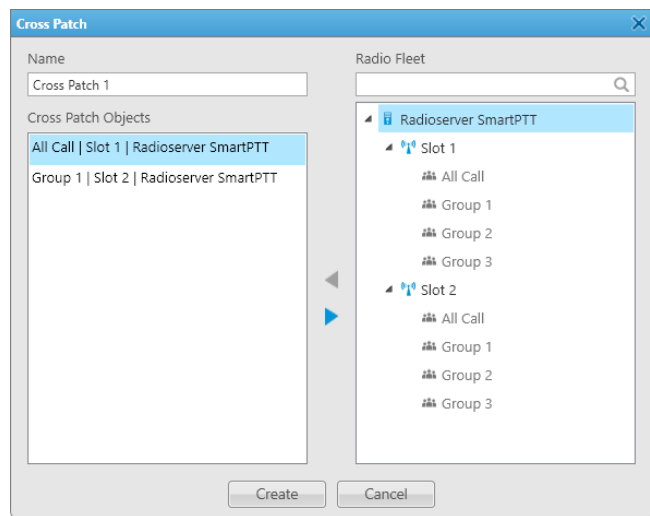 Cross Patch
Name
Cross Patch 1
Cross Patch Objects
All Call | Slot 1 | Radioserver SmartPTT
Group 1 | Slot 2 | Radioserver SmartPTT
Radio Fleet
Radioserver SmartPTT
Slot 1
All Call
Group 1
Group 2
Group 3
Slot 2
All Call
Group 1
Group 2
Group 3
Create
Cancel